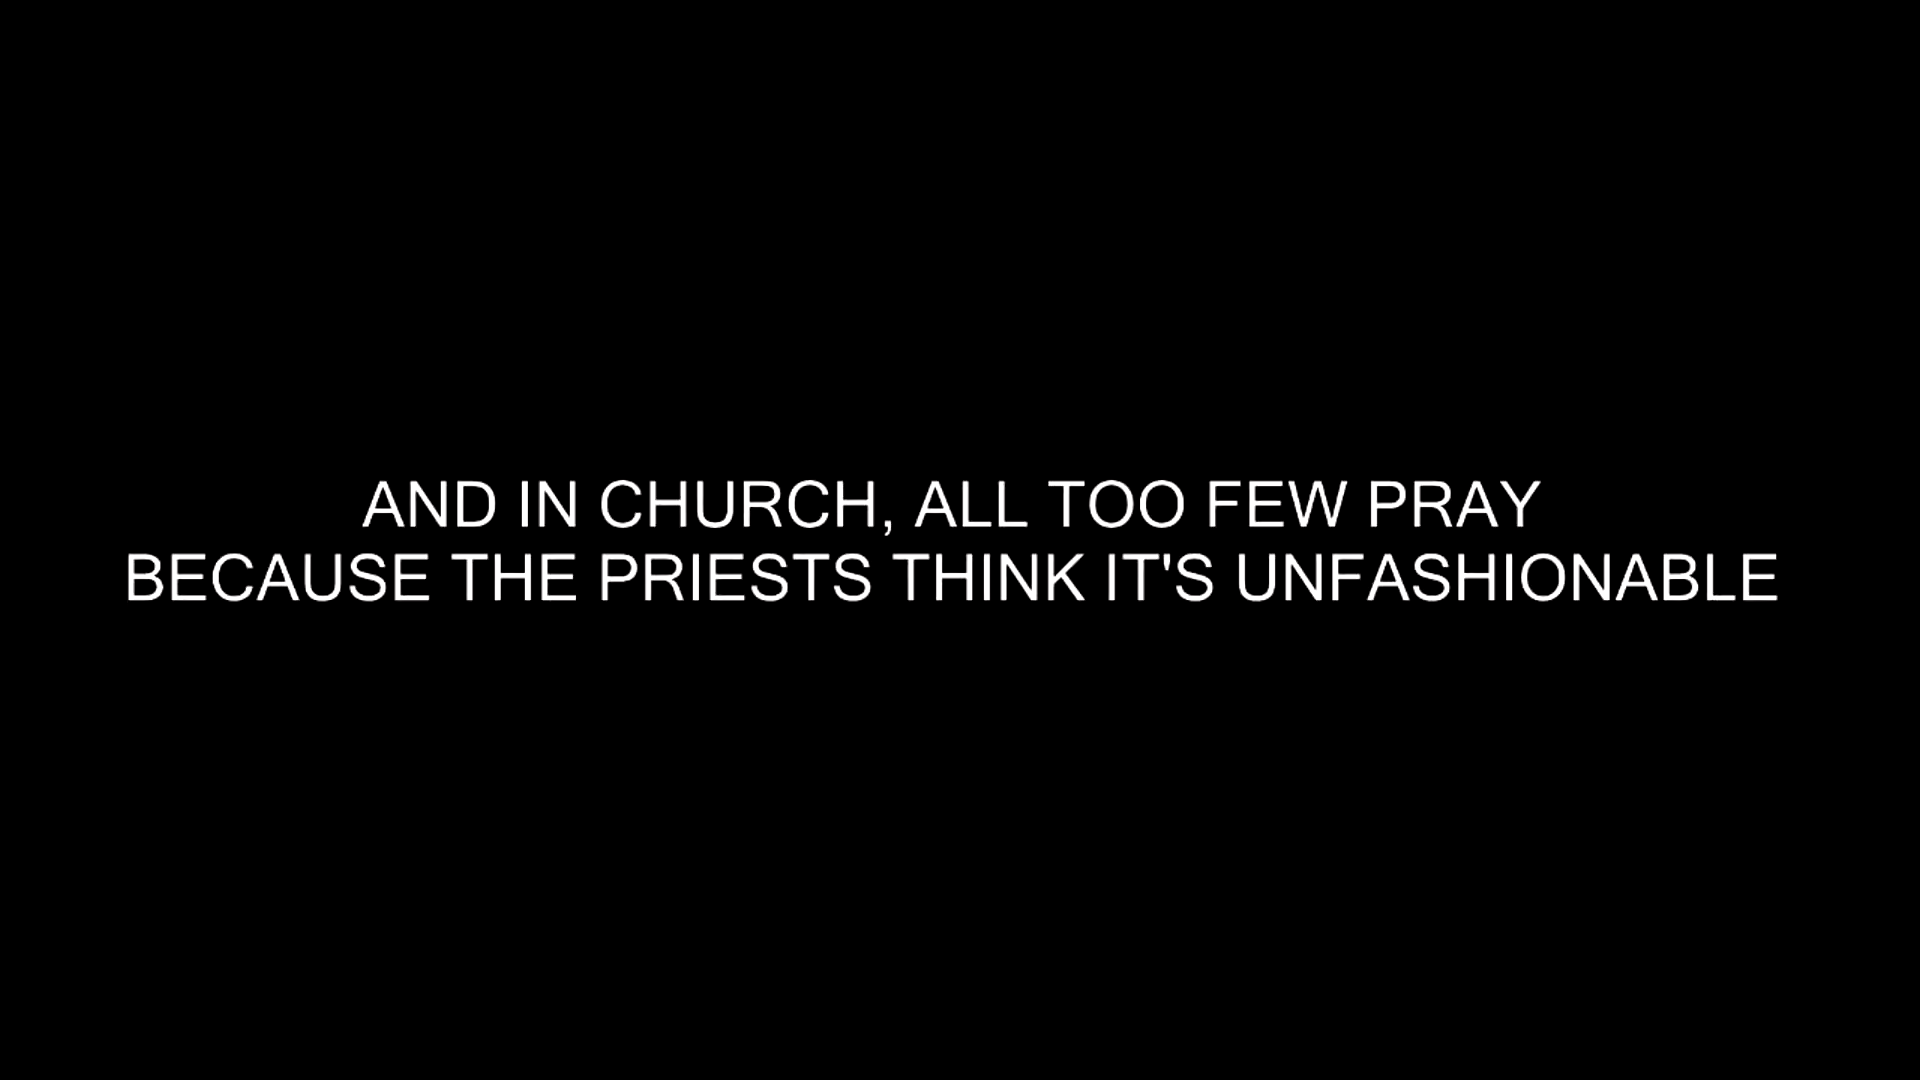 AND IN CHURCH, ALL TOO FEW PRAY
BECAUSE THE PRIESTS THINK IT'S UNFASHIONABLE